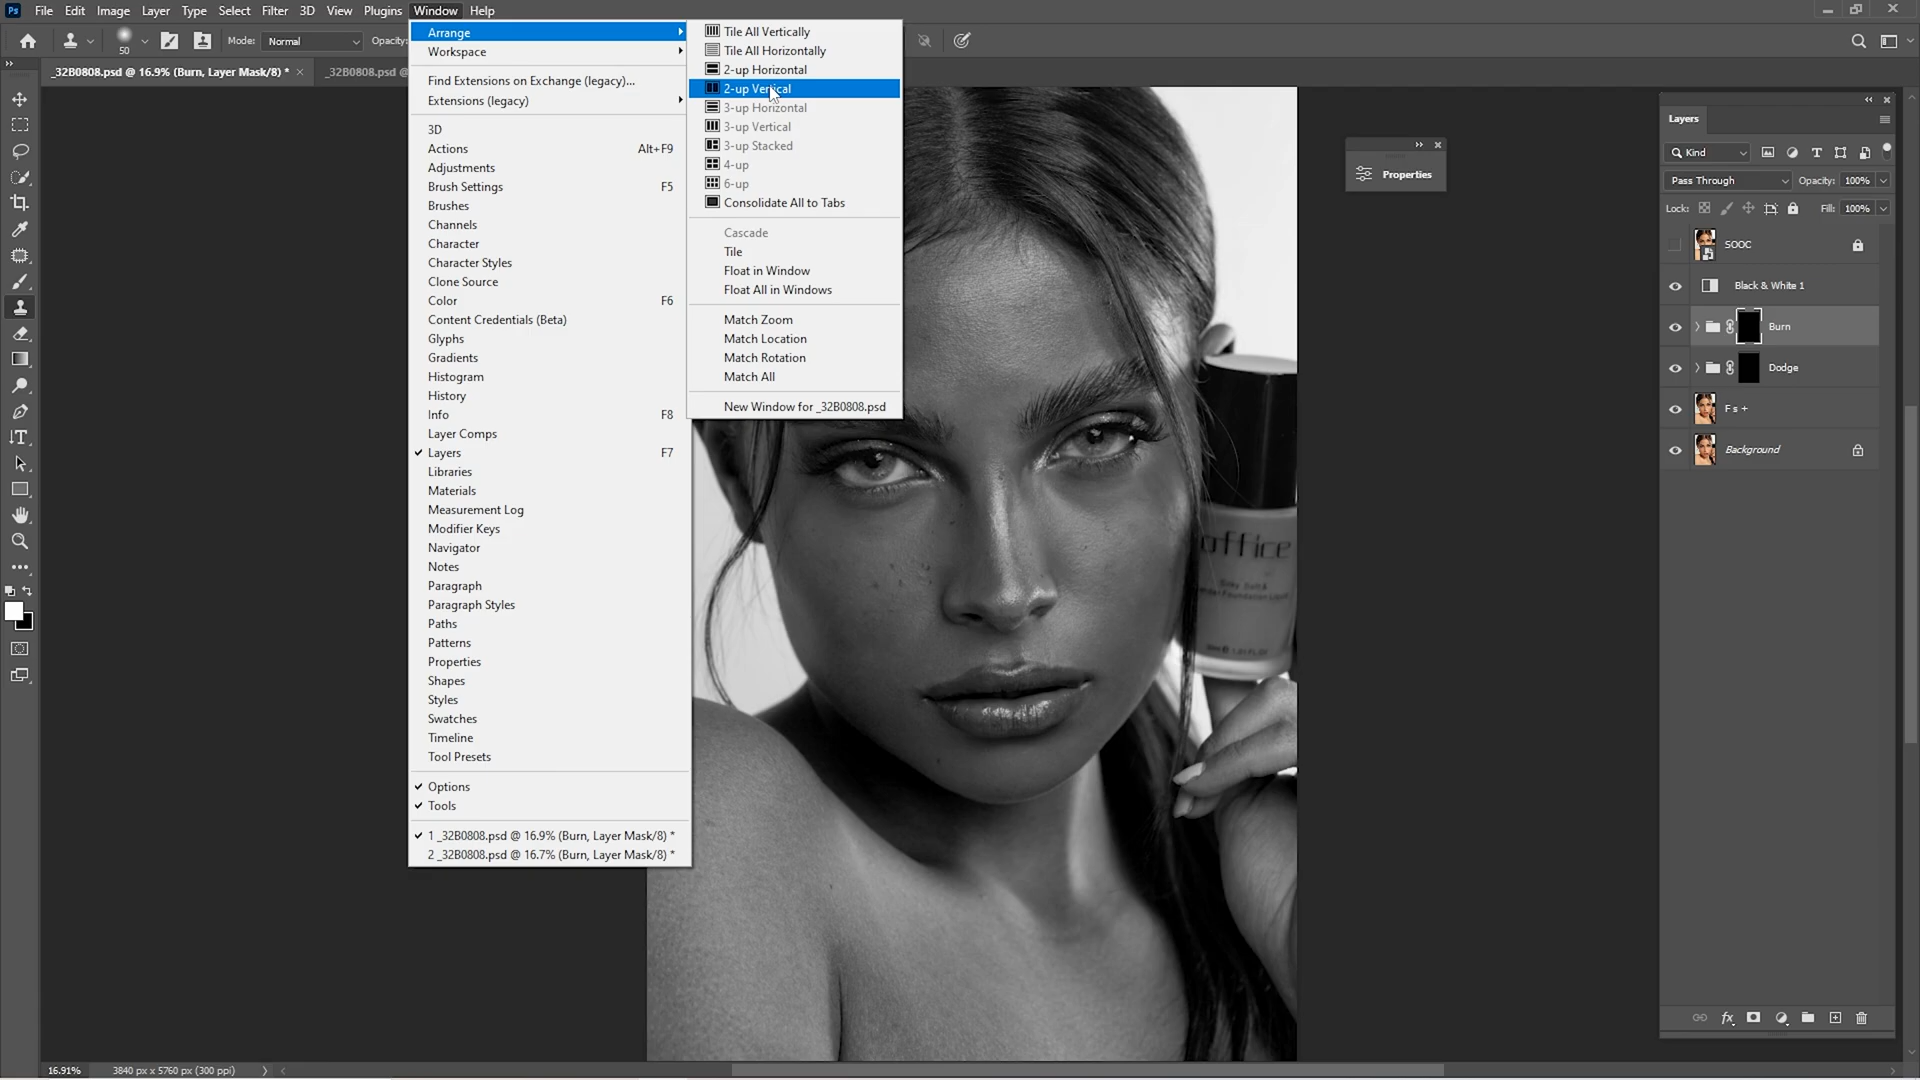 Ps File Edit Image Layer Type Select Filter 3D View Plugins Window Help
50 Mode: Normal Opacity:
_32B0808.psd @ 16.9% (Burn, Layer Mask/8) * × _32B0808.psd @
Arrange
Workspace
Find Extensions on Exchange (legacy)...
Extensions (legacy)
3D
Actions Alt+F9
Adjustments
Brush Settings F5
Brushes
Channels
Character
Character Styles
Clone Source
Color F6
Content Credentials (Beta)
Glyphs
Gradients
Histogram
History
Info F8
Layer Comps
Layers F7
Libraries
Materials
Measurement Log
Modifier Keys
Navigator
Notes
Paragraph
Paragraph Styles
Paths
Patterns
Properties
Shapes
Styles
Swatches
Timeline
Tool Presets
Options
Tools
1 _32B0808.psd @ 16.9% (Burn, Layer Mask/8) *
2 _32B0808.psd @ 16.7% (Burn, Layer Mask/8) *
Tile All Vertically
Tile All Horizontally
2-up Horizontal
2-up Vertical
3-up Horizontal
3-up Vertical
3-up Stacked
4-up
6-up
Consolidate All to Tabs
Cascade
Tile
Float in Window
Float All in Windows
Match Zoom
Match Location
Match Rotation
Match All
New Window for _32B0808.psd
office
Properties
Layers
Kind
Pass Through Opacity: 100%
Lock: Fill: 100%
SOOC
Black & White 1
Burn
Dodge
F s +
Background
fx
16.91% 3840 px x 5760 px (300 ppi)